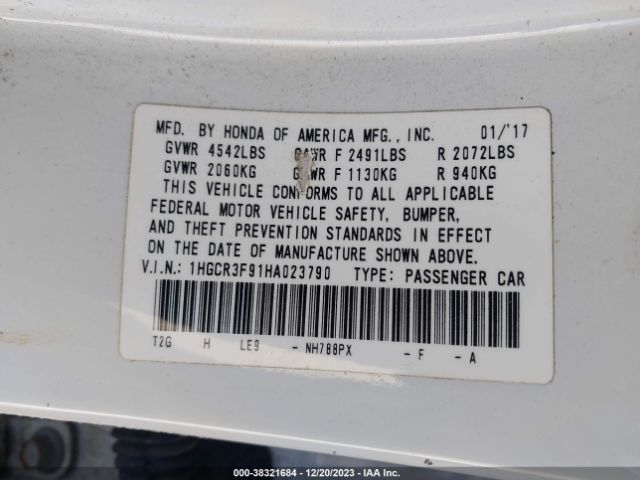 MFD. BY HONDA OF AMERICA MFG., INC. 01/'17
GVWR 4542LBS GAWR F 2491LBS R 2072LBS
GVWR 2060KG GAWR F 1130KG R 940KG
THIS VEHICLE CONFORMS TO ALL APPLICABLE
FEDERAL MOTOR VEHICLE SAFETY, BUMPER,
AND THEFT PREVENTION STANDARDS IN EFFECT
ON THE DATE OF MANUFACTURE SHOWN ABOVE.
V.I.N.: 1HGCR3F91HA023790 TYPE: PASSENGER CAR
T2G H LE9 - NH788PX - F - A
000-38321684 - 12/20/2023 - IAA Inc.